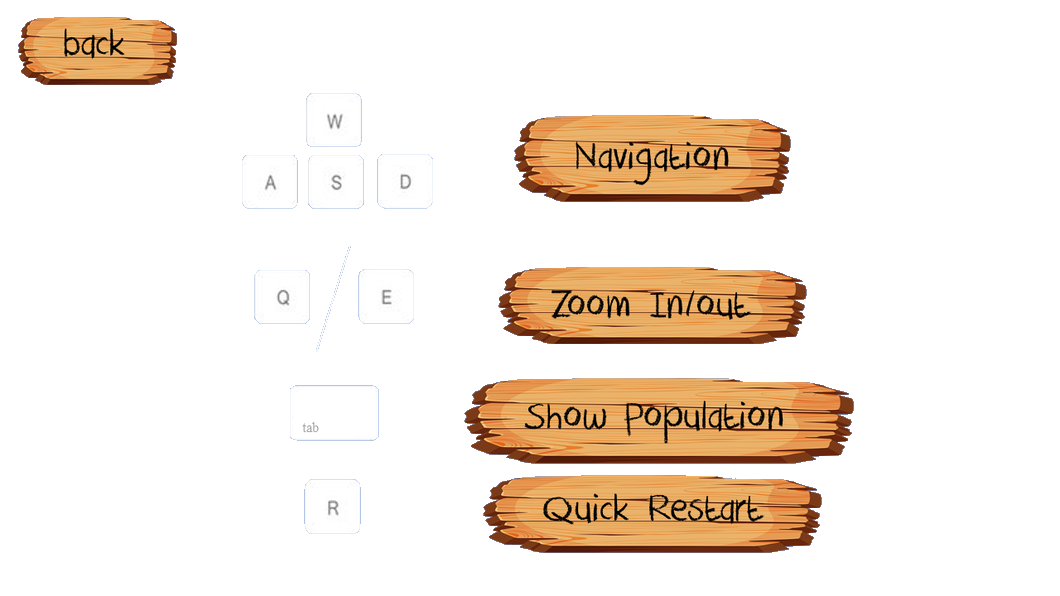 back
W
A S D
Navigation
Q / E
Zoom In/out
tab
Show Population
R
Quick Restart